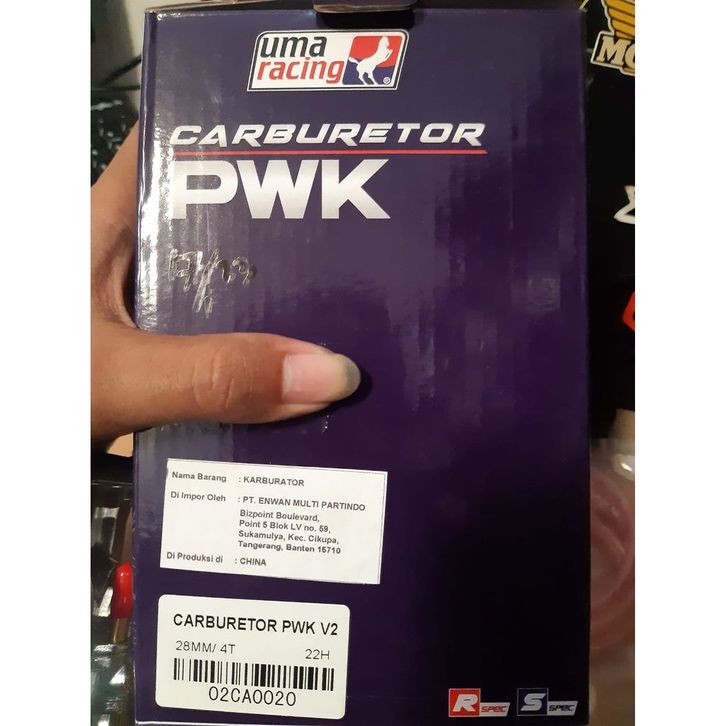 uma
racing
®
CARBURETOR
PWK
Nama Barang : KARBURATOR
Di Impor Oleh : PT. ENWAN MULTI PARTINDO
Bizpoint Boulevard,
Point 5 Blok LV no. 59,
Sukamulya, Kec. Cikupa,
Tangerang, Banten 15710
Di Produksi di : CHINA
CARBURETOR PWK V2
28MM/ 4T 22H
02CA0020
R SPEC S SPEC